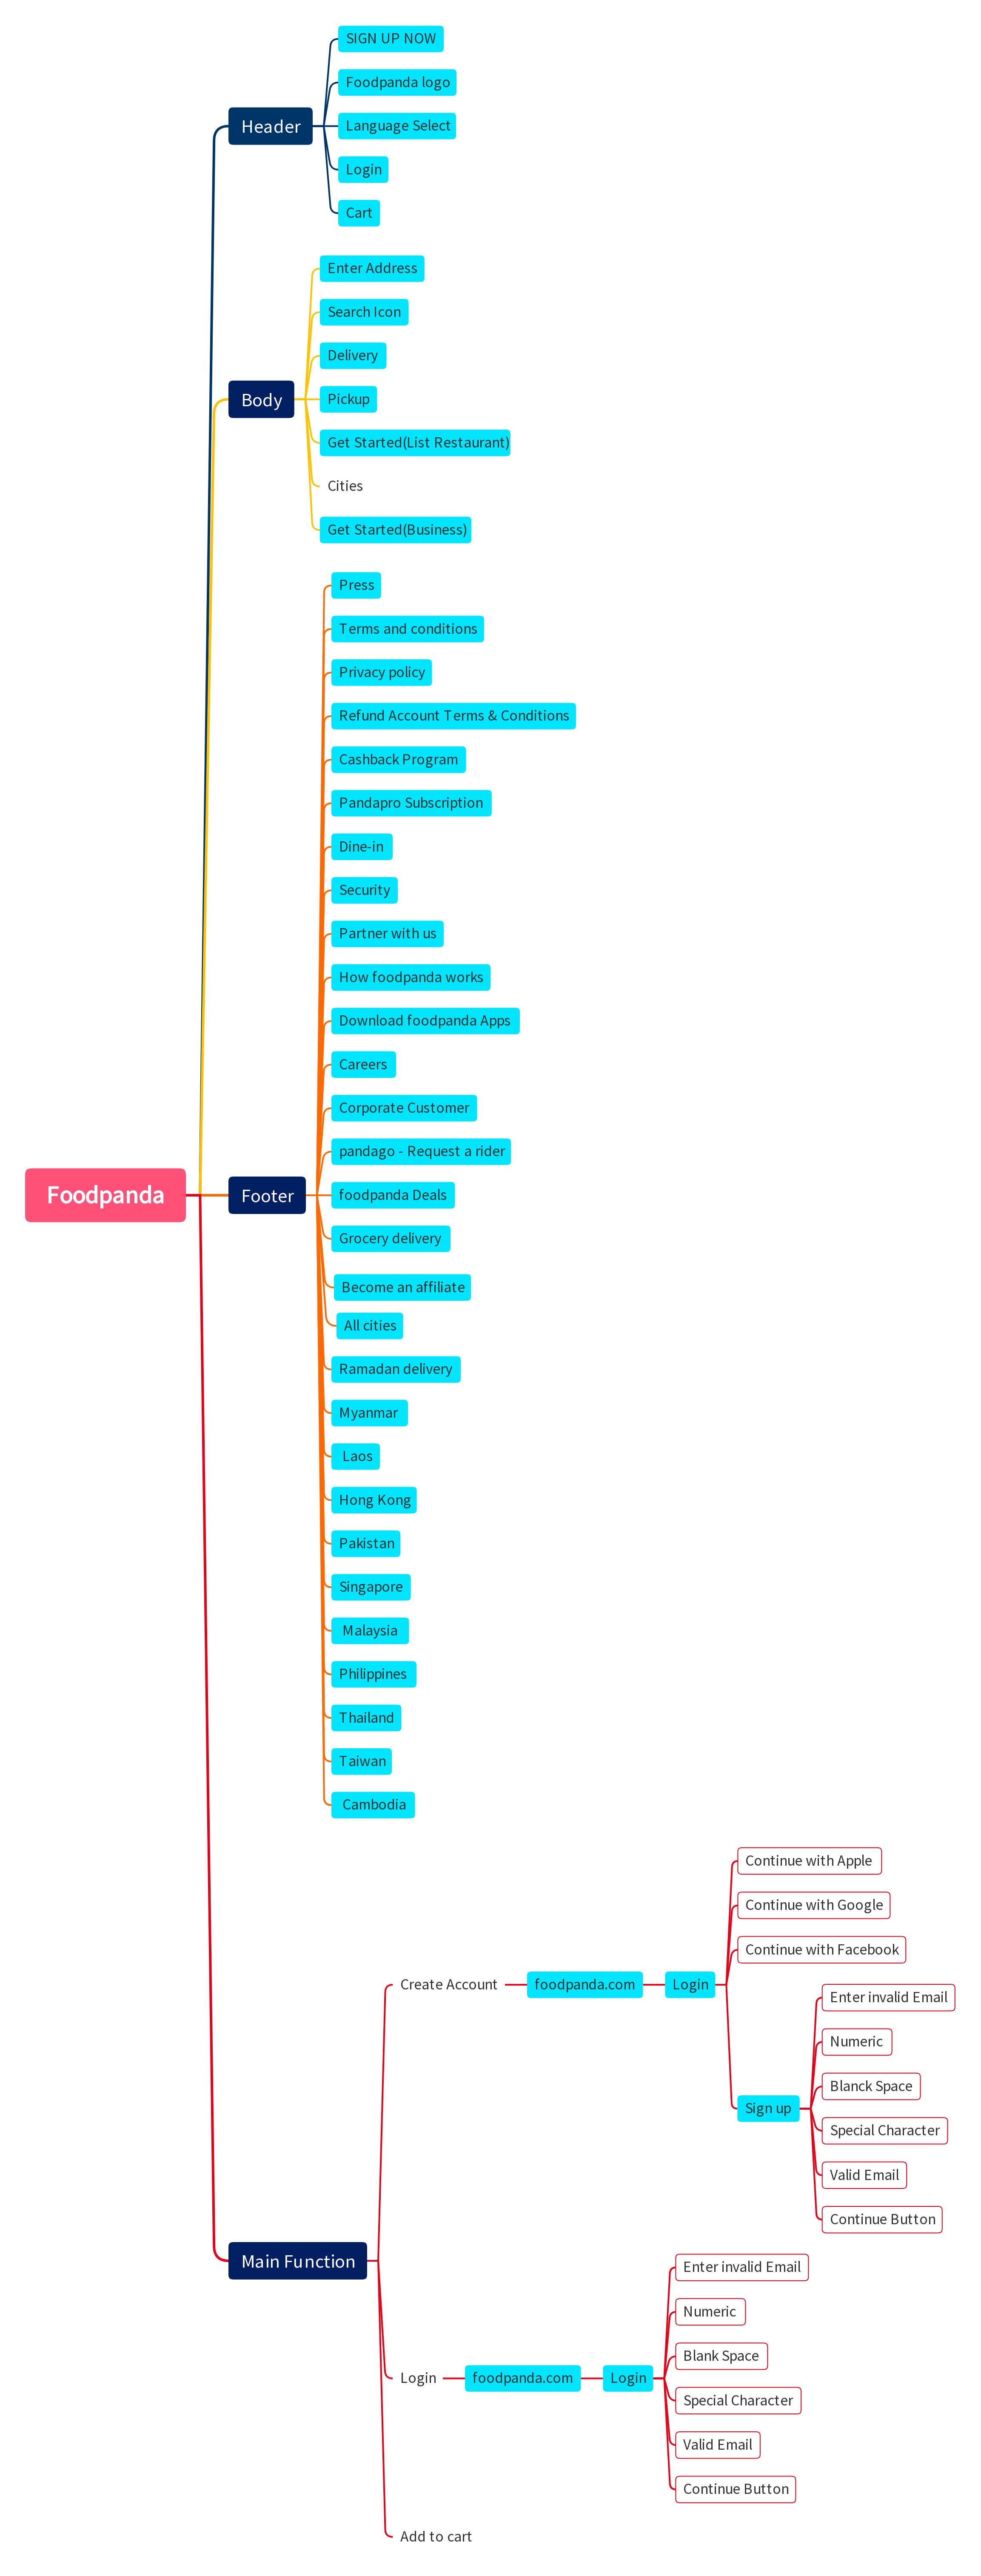 SIGN UP NOW
Foodpanda logo
Header
Language Select
Login
Cart
Enter Address
Search Icon
Delivery
Body
Pickup
Get Started(List Restaurant)
Cities
Get Started(Business)
Press
Terms and conditions
Privacy policy
Refund Account Terms & Conditions
Cashback Program
Pandapro Subscription
Dine-in
Security
Partner with us
How foodpanda works
Download foodpanda Apps
Careers
Corporate Customer
pandago - Request a rider
Foodpanda
Footer
foodpanda Deals
Grocery delivery
Become an affiliate
All cities
Ramadan delivery
Myanmar
Laos
Hong Kong
Pakistan
Singapore
Malaysia
Philippines
Thailand
Taiwan
Cambodia
Main Function
Create Account
foodpanda.com
Login
Continue with Apple
Continue with Google
Continue with Facebook
Sign up
Enter invalid Email
Numeric
Blanck Space
Special Character
Valid Email
Continue Button
Login
foodpanda.com
Login
Enter invalid Email
Numeric
Blank Space
Special Character
Valid Email
Continue Button
Add to cart